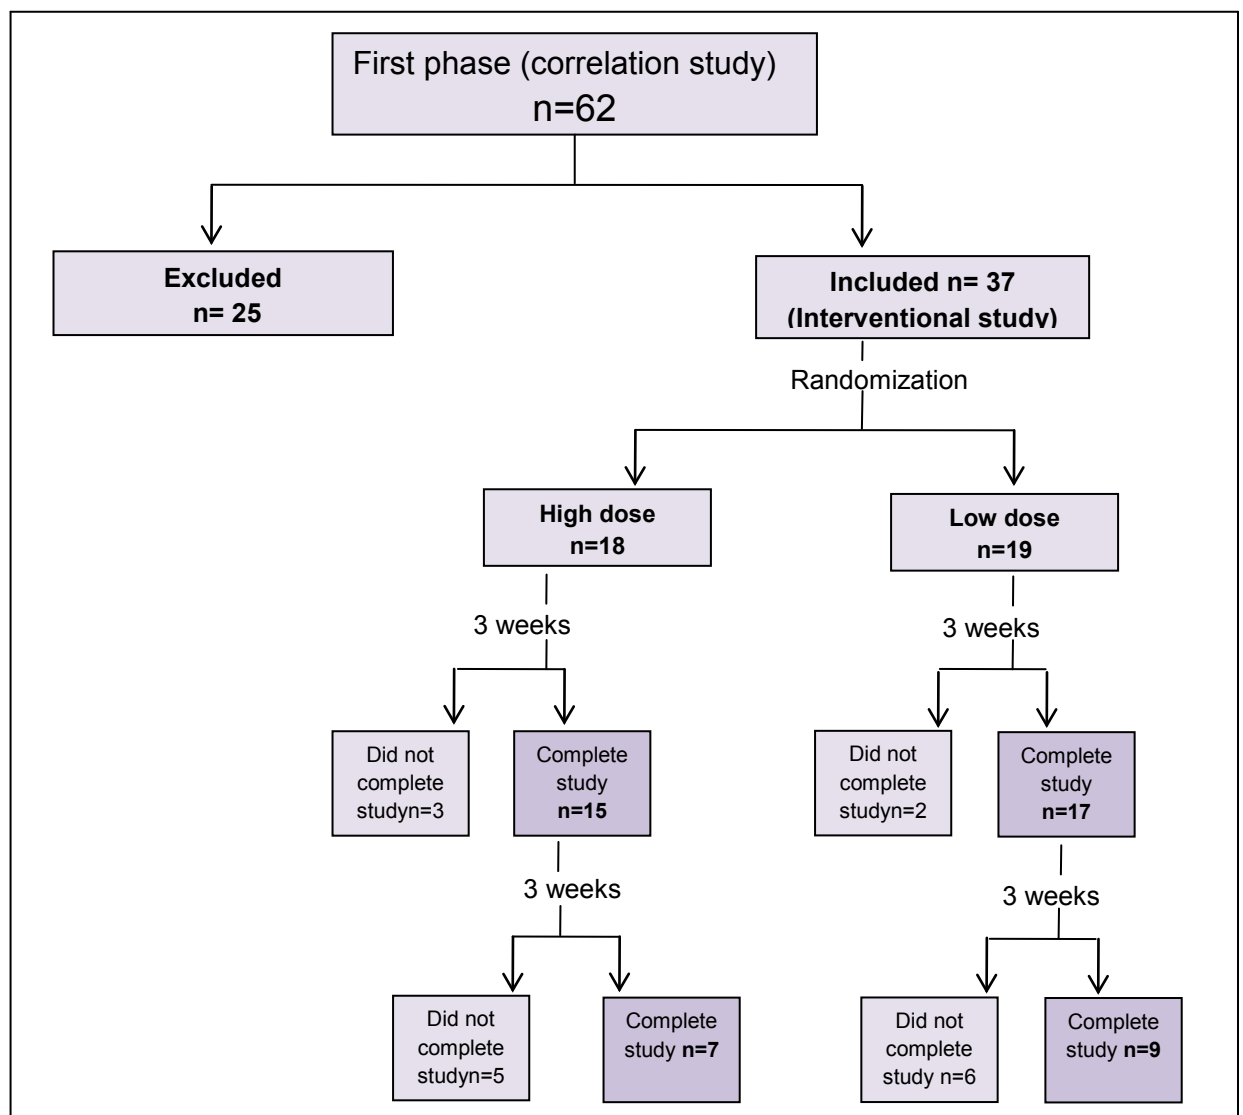 First phase (correlation study)
n=62
Excluded
n= 25
Included n= 37
(Interventional study)
Randomization
High dose
n=18
Low dose
n=19
3 weeks
3 weeks
Did not
complete
studyn=3
Complete
study
n=15
Did not
complete
studyn=2
Complete
study
n=17
3 weeks
3 weeks
Did not
complete
studyn=5
Complete
study n=7
Did not
complete
study n=6
Complete
study n=9